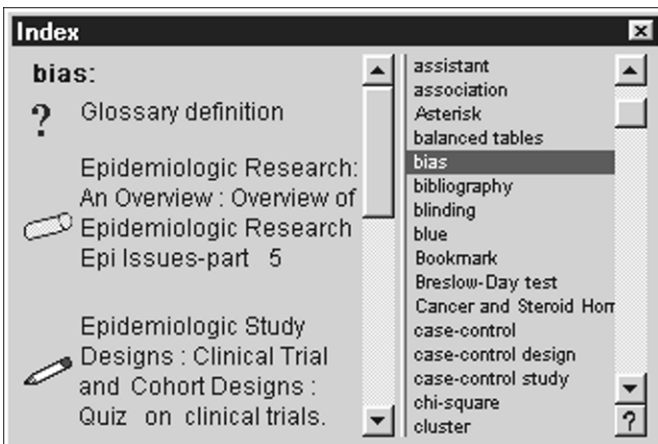 Index
bias:
? Glossary definition
Epidemiologic Research:
An Overview : Overview of
Epidemiologic Research
Epi Issues-part 5
Epidemiologic Study
Designs : Clinical Trial
and Cohort Designs :
Quiz on clinical trials.
assistant
association
Asterisk
balanced tables
bias
bibliography
blinding
blue
Bookmark
Breslow-Day test
Cancer and Steroid Horm
case-control
case-control design
case-control study
chi-square
cluster
?